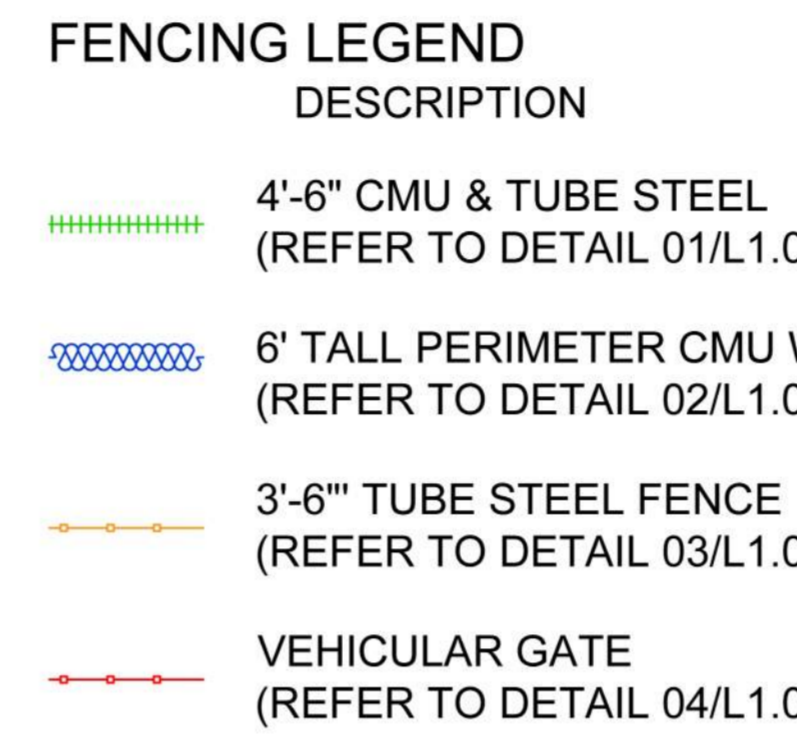 FENCING LEGEND
DESCRIPTION
4'-6" CMU & TUBE STEEL
(REFER TO DETAIL 01/L1.0
6' TALL PERIMETER CMU
(REFER TO DETAIL 02/L1.0
3'-6"' TUBE STEEL FENCE
(REFER TO DETAIL 03/L1.0
VEHICULAR GATE
(REFER TO DETAIL 04/L1.0